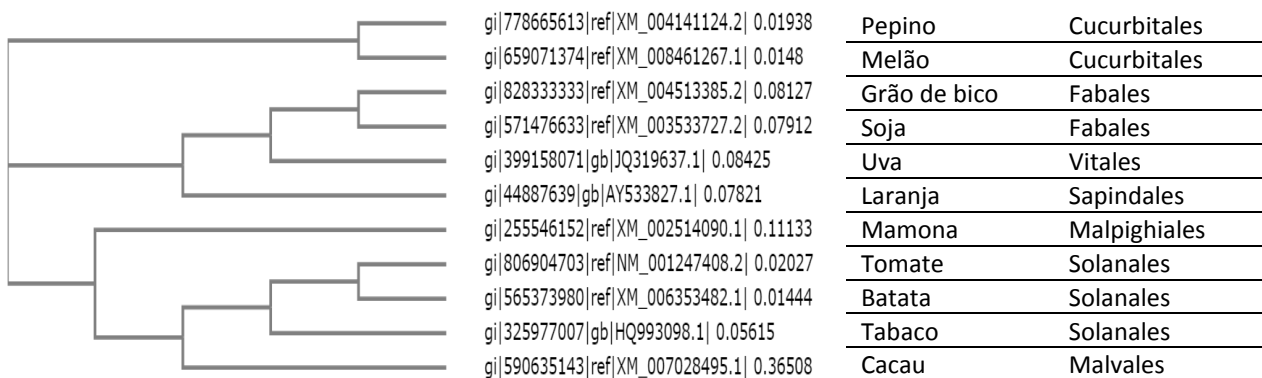 gi|778665613|ref|XM_004141124.2| 0.01938 Pepino Cucurbitales
gi|659071374|ref|XM_008461267.1| 0.0148 Melão Cucurbitales
gi|828333333|ref|XM_004513385.2| 0.08127 Grão de bico Fabales
gi|571476633|ref|XM_003533727.2| 0.07912 Soja Fabales
gi|399158071|gb|JQ319637.1| 0.08425 Uva Vitales
gi|44887639|gb|AY533827.1| 0.07821 Laranja Sapindales
gi|255546152|ref|XM_002514090.1| 0.11133 Mamona Malpighiales
gi|806904703|ref|NM_001247408.2| 0.02027 Tomate Solanales
gi|565373980|ref|XM_006353482.1| 0.01444 Batata Solanales
gi|325977007|gb|HQ993098.1| 0.05615 Tabaco Solanales
gi|590635143|ref|XM_007028495.1| 0.36508 Cacau Malvales